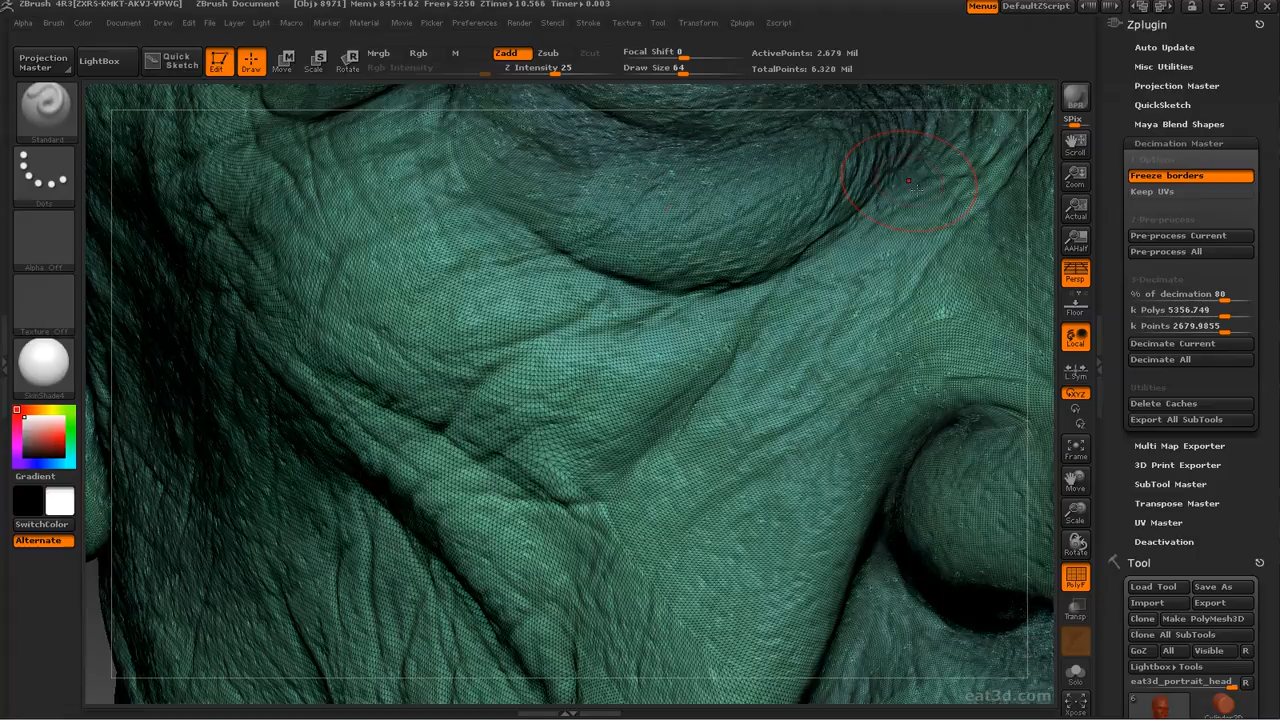 ZBrush 4R3[ZXRS-KMKT-AKVJ-VPWG] ZBrush Document [Obj>8971] Mem>845+162 Free>3250 ZTime>10.566 Timer>0.003 Menus DefaultZScript
Alpha Brush Color Document Draw Edit File Layer Light Macro Marker Material Movie Picker Preferences Render Stencil Stroke Texture Tool Transform Zplugin Zscript
Projection Master
LightBox
Quick Sketch
Edit
Draw
Move
Scale
Rotate
Mrgb Rgb M Zadd Zsub Zcut
Rgb Intensity Z Intensity 25
Focal Shift 0
Draw Size 64
ActivePoints: 2.679 Mil
TotalPoints: 6.320 Mil
Standard
Dots
Alpha Off
Texture Off
SkinShade4
Gradient
SwitchColor
Alternate
BPR
SPix
Scroll
Zoom
Actual
AAHalf
Persp
Floor
Local
L.Sym
XYZ
Frame
Move
Scale
Rotate
PolyF
Transp
Solo
Xpose
Zplugin
Auto Update
Misc Utilities
Projection Master
QuickSketch
Maya Blend Shapes
Decimation Master
1-Options
Freeze borders
Keep UVs
2-Pre-process
Pre-process Current
Pre-process All
3-Decimate
% of decimation 80
k Polys 5356.749
k Points 2679.9855
Decimate Current
Decimate All
Utilities
Delete Caches
Export All SubTools
Multi Map Exporter
3D Print Exporter
SubTool Master
Transpose Master
UV Master
Deactivation
Tool
Load Tool Save As
Import Export
Clone Make PolyMesh3D
Clone All SubTools
GoZ All Visible R
Lightbox▸Tools
eat3d_portrait_head R
6
eat3d.com